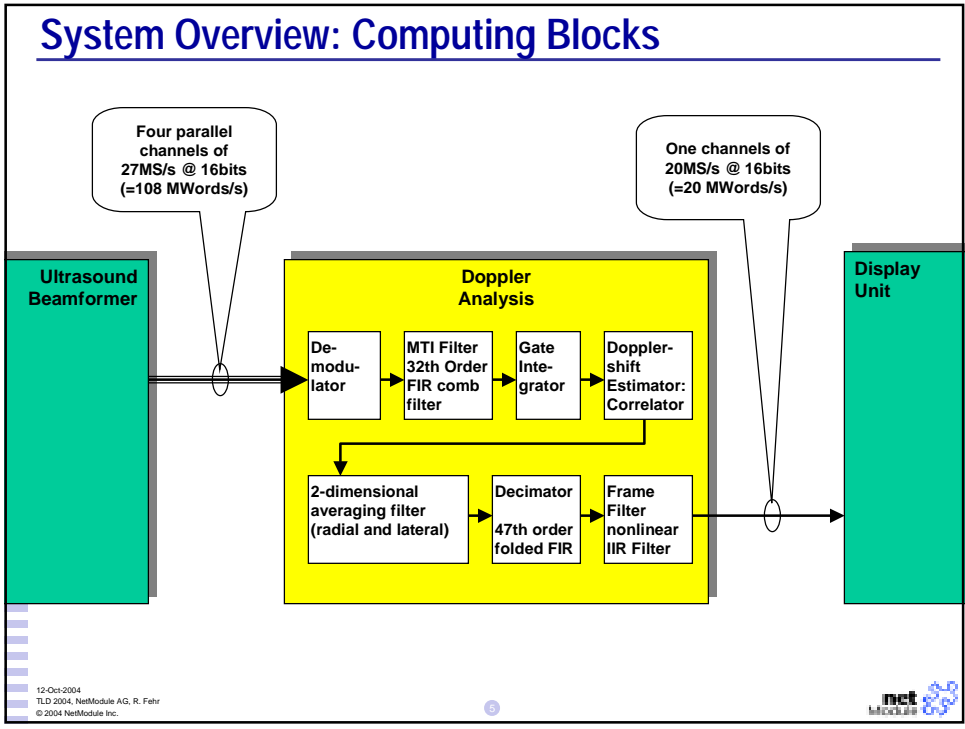 System Overview: Computing Blocks
Four parallel
channels of
27MS/s @ 16bits
(=108 MWords/s)
One channels of
20MS/s @ 16bits
(=20 MWords/s)
Ultrasound
Beamformer
Doppler
Analysis
Display
Unit
De-
modu-
lator
MTI Filter
32th Order
FIR comb
filter
Gate
Inte-
grator
Doppler-
shift
Estimator:
Correlator
2-dimensional
averaging filter
(radial and lateral)
Decimator
47th order
folded FIR
Frame
Filter
nonlinear
IIR Filter
12-Oct-2004
TLD 2004, NetModule AG, R. Fehr
© 2004 NetModule Inc.
5
net
Module